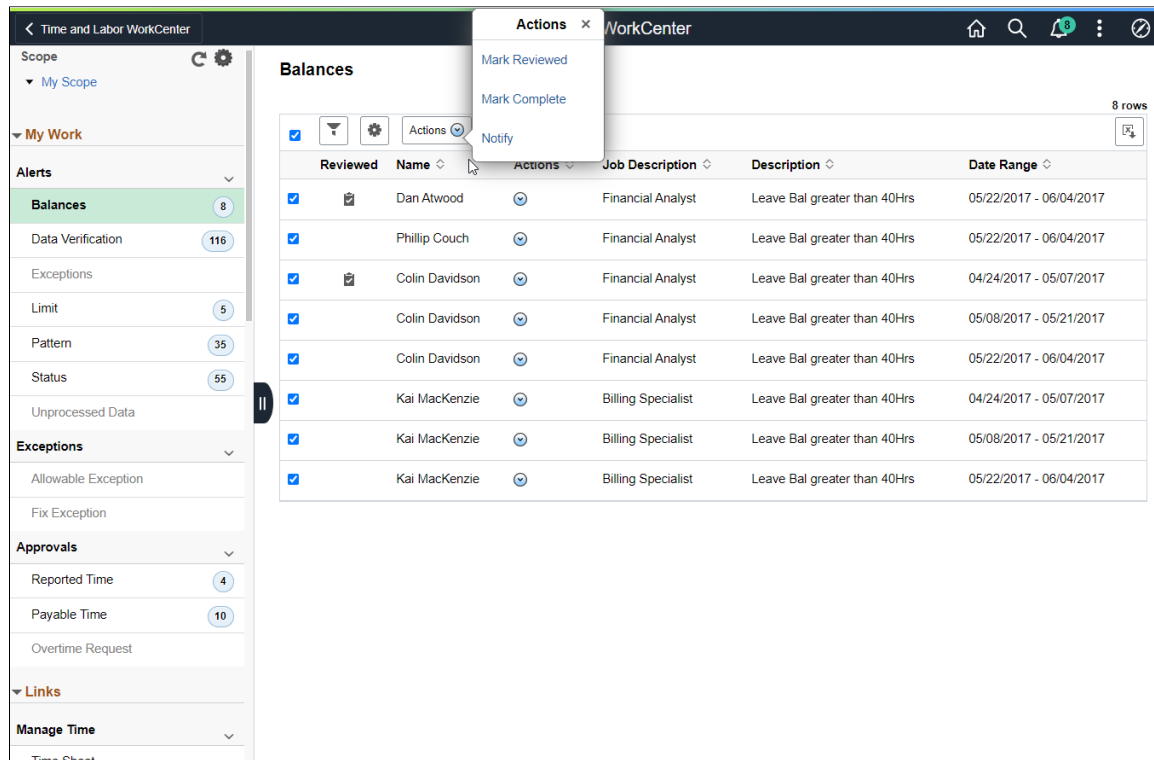 Time and Labor WorkCenter
Actions ×
WorkCenter
8
Scope
My Scope
My Work
Alerts
Balances 8
Data Verification 116
Exceptions
Limit 5
Pattern 35
Status 55
Unprocessed Data
Exceptions
Allowable Exception
Fix Exception
Approvals
Reported Time 4
Payable Time 10
Overtime Request
Links
Manage Time
Time Sheet
Mark Reviewed
Mark Complete
Notify
Balances
8 rows
Actions
Reviewed Name Actions Job Description Description Date Range
Dan Atwood Financial Analyst Leave Bal greater than 40Hrs 05/22/2017 - 06/04/2017
Phillip Couch Financial Analyst Leave Bal greater than 40Hrs 05/22/2017 - 06/04/2017
Colin Davidson Financial Analyst Leave Bal greater than 40Hrs 04/24/2017 - 05/07/2017
Colin Davidson Financial Analyst Leave Bal greater than 40Hrs 05/08/2017 - 05/21/2017
Colin Davidson Financial Analyst Leave Bal greater than 40Hrs 05/22/2017 - 06/04/2017
Kai MacKenzie Billing Specialist Leave Bal greater than 40Hrs 04/24/2017 - 05/07/2017
Kai MacKenzie Billing Specialist Leave Bal greater than 40Hrs 05/08/2017 - 05/21/2017
Kai MacKenzie Billing Specialist Leave Bal greater than 40Hrs 05/22/2017 - 06/04/2017